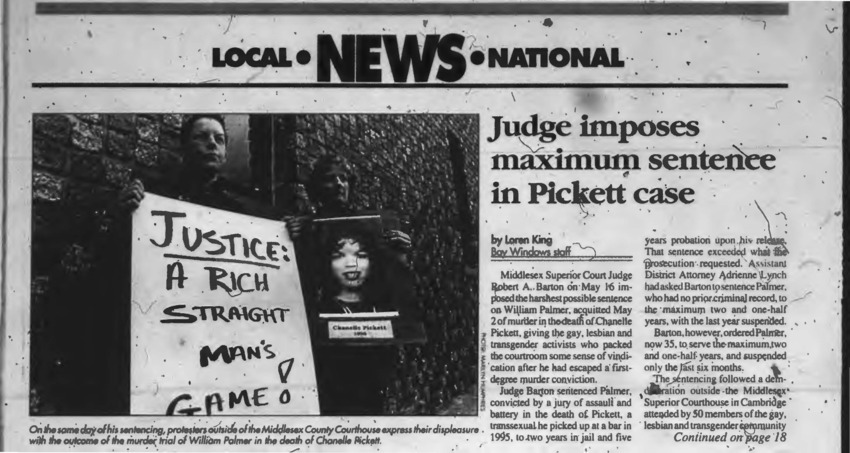 LOCAL • NEWS • NATIONAL
JUSTICE:
A RICH
STRAIGHT
MAN'S
GAME!
Chanelle Pickett
1995
PHOTO: MARILYN HUMPHRIES
On the same day of his sentencing, protesters outside of the Middlesex County Courthouse express their displeasure
with the outcome of the murder trial of William Palmer in the death of Chanelle Pickett.
Judge imposes
maximum sentence
in Pickett case
by Loren King
Bay Windows staff
Middlesex Superior Court Judge
Robert A. Barton on May 16 im-
posed the harshest possible sentence
on William Palmer, acquitted May
2 of murder in the death of Chanelle
Pickett, giving the gay, lesbian and
transgender activists who packed
the courtroom some sense of vindi-
cation after he had escaped a first-
degree murder conviction.
Judge Barton sentenced Palmer,
convicted by a jury of assault and
battery in the death of Pickett, a
transsexual he picked up at a bar in
1995, to two years in jail and five
years probation upon his release.
That sentence exceeded what the
prosecution requested. Assistant
District Attorney Adrienne Lynch
had asked Barton to sentence Palmer,
who had no prior criminal record, to
the maximum two and one-half
years, with the last year suspended.
Barton, however, ordered Palmer,
now 35, to serve the maximum two
and one-half years, and suspended
only the last six months.
The sentencing followed a dem-
onstration outside the Middlesex
Superior Courthouse in Cambridge
attended by 50 members of the gay,
lesbian and transgender community
Continued on page 18